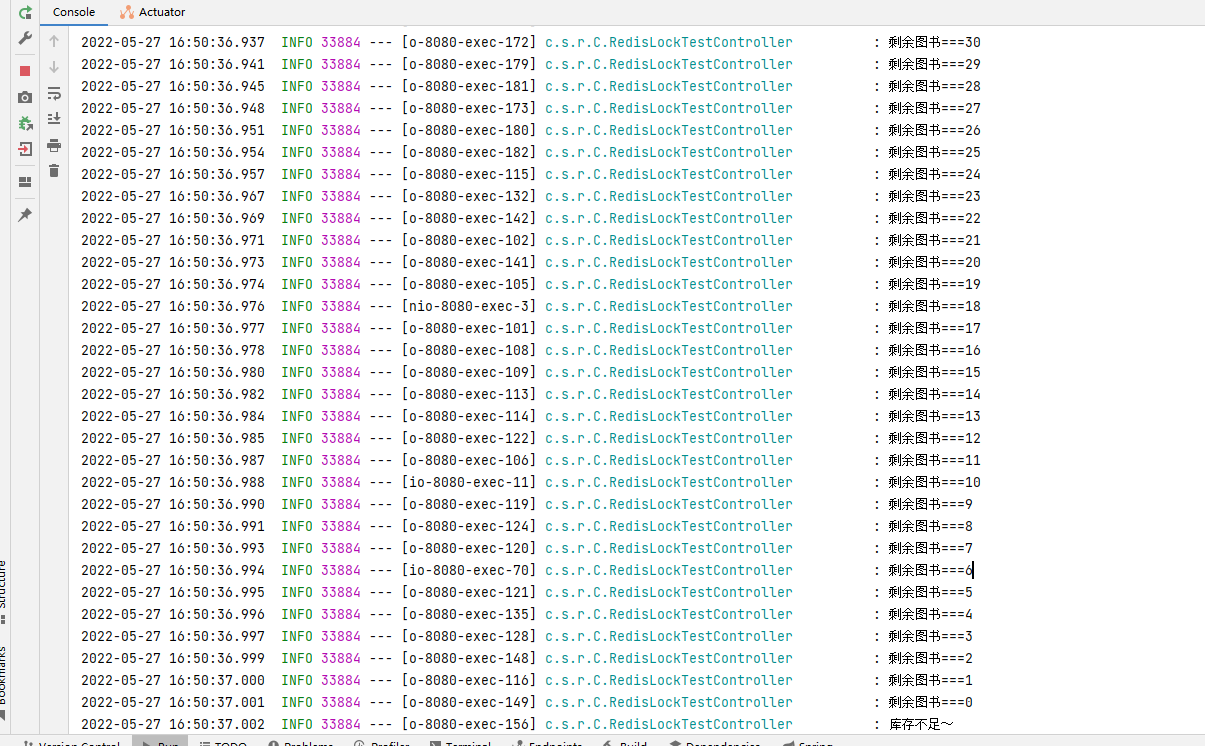 Console Actuator
2022-05-27 16:50:36.937 INFO 33884 --- [o-8080-exec-172] c.s.r.C.RedisLockTestController : 剩余图书===30
2022-05-27 16:50:36.941 INFO 33884 --- [o-8080-exec-179] c.s.r.C.RedisLockTestController : 剩余图书===29
2022-05-27 16:50:36.945 INFO 33884 --- [o-8080-exec-181] c.s.r.C.RedisLockTestController : 剩余图书===28
2022-05-27 16:50:36.948 INFO 33884 --- [o-8080-exec-173] c.s.r.C.RedisLockTestController : 剩余图书===27
2022-05-27 16:50:36.951 INFO 33884 --- [o-8080-exec-180] c.s.r.C.RedisLockTestController : 剩余图书===26
2022-05-27 16:50:36.954 INFO 33884 --- [o-8080-exec-182] c.s.r.C.RedisLockTestController : 剩余图书===25
2022-05-27 16:50:36.957 INFO 33884 --- [o-8080-exec-115] c.s.r.C.RedisLockTestController : 剩余图书===24
2022-05-27 16:50:36.967 INFO 33884 --- [o-8080-exec-132] c.s.r.C.RedisLockTestController : 剩余图书===23
2022-05-27 16:50:36.969 INFO 33884 --- [o-8080-exec-142] c.s.r.C.RedisLockTestController : 剩余图书===22
2022-05-27 16:50:36.971 INFO 33884 --- [o-8080-exec-102] c.s.r.C.RedisLockTestController : 剩余图书===21
2022-05-27 16:50:36.973 INFO 33884 --- [o-8080-exec-141] c.s.r.C.RedisLockTestController : 剩余图书===20
2022-05-27 16:50:36.974 INFO 33884 --- [o-8080-exec-105] c.s.r.C.RedisLockTestController : 剩余图书===19
2022-05-27 16:50:36.976 INFO 33884 --- [nio-8080-exec-3] c.s.r.C.RedisLockTestController : 剩余图书===18
2022-05-27 16:50:36.977 INFO 33884 --- [o-8080-exec-101] c.s.r.C.RedisLockTestController : 剩余图书===17
2022-05-27 16:50:36.978 INFO 33884 --- [o-8080-exec-108] c.s.r.C.RedisLockTestController : 剩余图书===16
2022-05-27 16:50:36.980 INFO 33884 --- [o-8080-exec-109] c.s.r.C.RedisLockTestController : 剩余图书===15
2022-05-27 16:50:36.982 INFO 33884 --- [o-8080-exec-113] c.s.r.C.RedisLockTestController : 剩余图书===14
2022-05-27 16:50:36.984 INFO 33884 --- [o-8080-exec-114] c.s.r.C.RedisLockTestController : 剩余图书===13
2022-05-27 16:50:36.985 INFO 33884 --- [o-8080-exec-122] c.s.r.C.RedisLockTestController : 剩余图书===12
2022-05-27 16:50:36.987 INFO 33884 --- [o-8080-exec-106] c.s.r.C.RedisLockTestController : 剩余图书===11
2022-05-27 16:50:36.988 INFO 33884 --- [io-8080-exec-11] c.s.r.C.RedisLockTestController : 剩余图书===10
2022-05-27 16:50:36.990 INFO 33884 --- [o-8080-exec-119] c.s.r.C.RedisLockTestController : 剩余图书===9
2022-05-27 16:50:36.991 INFO 33884 --- [o-8080-exec-124] c.s.r.C.RedisLockTestController : 剩余图书===8
2022-05-27 16:50:36.993 INFO 33884 --- [o-8080-exec-120] c.s.r.C.RedisLockTestController : 剩余图书===7
2022-05-27 16:50:36.994 INFO 33884 --- [io-8080-exec-70] c.s.r.C.RedisLockTestController : 剩余图书===6
2022-05-27 16:50:36.995 INFO 33884 --- [o-8080-exec-121] c.s.r.C.RedisLockTestController : 剩余图书===5
2022-05-27 16:50:36.996 INFO 33884 --- [o-8080-exec-135] c.s.r.C.RedisLockTestController : 剩余图书===4
2022-05-27 16:50:36.997 INFO 33884 --- [o-8080-exec-128] c.s.r.C.RedisLockTestController : 剩余图书===3
2022-05-27 16:50:36.999 INFO 33884 --- [o-8080-exec-148] c.s.r.C.RedisLockTestController : 剩余图书===2
2022-05-27 16:50:37.000 INFO 33884 --- [o-8080-exec-116] c.s.r.C.RedisLockTestController : 剩余图书===1
2022-05-27 16:50:37.001 INFO 33884 --- [o-8080-exec-149] c.s.r.C.RedisLockTestController : 剩余图书===0
2022-05-27 16:50:37.002 INFO 33884 --- [o-8080-exec-156] c.s.r.C.RedisLockTestController : 库存不足～
Structure
Bookmarks
Version Control Run TODO Problems Profiler Terminal Endpoints Build Dependencies Spring